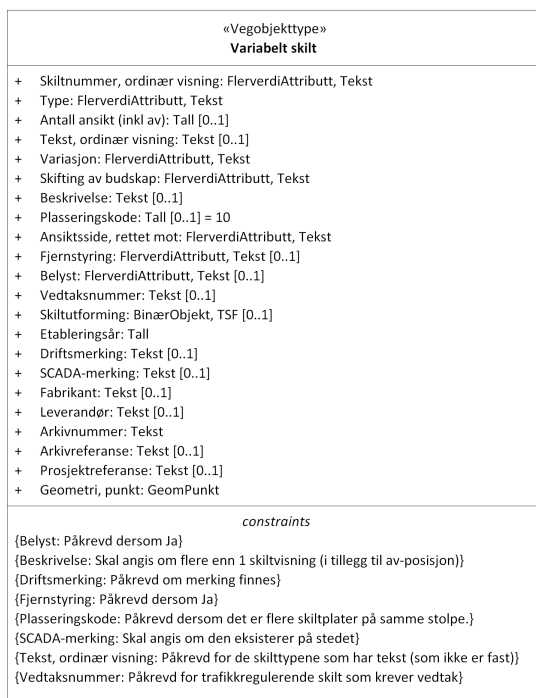 «Vegobjekttype»
Variabelt skilt
+ Skiltnummer, ordinær visning: FlerverdiAttributt, Tekst
+ Type: FlerverdiAttributt, Tekst
+ Antall ansikt (inkl av): Tall [0..1]
+ Tekst, ordinær visning: Tekst [0..1]
+ Variasjon: FlerverdiAttributt, Tekst
+ Skifting av budskap: FlerverdiAttributt, Tekst
+ Beskrivelse: Tekst [0..1]
+ Plasseringskode: Tall [0..1] = 10
+ Ansiktsside, rettet mot: FlerverdiAttributt, Tekst
+ Fjernstyring: FlerverdiAttributt, Tekst [0..1]
+ Belyst: FlerverdiAttributt, Tekst [0..1]
+ Vedtaksnummer: Tekst [0..1]
+ Skiltutforming: BinærObjekt, TSF [0..1]
+ Etableringsår: Tall
+ Driftsmerking: Tekst [0..1]
+ SCADA-merking: Tekst [0..1]
+ Fabrikant: Tekst [0..1]
+ Leverandør: Tekst [0..1]
+ Arkivnummer: Tekst
+ Arkivreferanse: Tekst [0..1]
+ Prosjektreferanse: Tekst [0..1]
+ Geometri, punkt: GeomPunkt
constraints
{Belyst: Påkrevd dersom Ja}
{Beskrivelse: Skal angis om flere enn 1 skiltvisning (i tillegg til av-posisjon)}
{Driftsmerking: Påkrevd om merking finnes}
{Fjernstyring: Påkrevd dersom Ja}
{Plasseringskode: Påkrevd dersom det er flere skiltplater på samme stolpe.}
{SCADA-merking: Skal angis om den eksisterer på stedet}
{Tekst, ordinær visning: Påkrevd for de skilttypene som har tekst (som ikke er fast)}
{Vedtaksnummer: Påkrevd for trafikkregulerende skilt som krever vedtak}